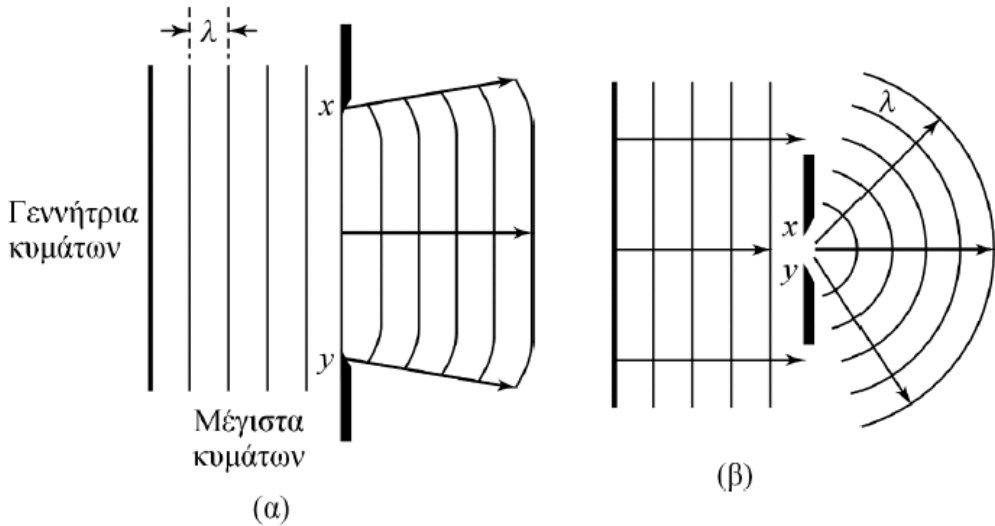 λ
x
Γεννήτρια
κυμάτων
y
Μέγιστα
κυμάτων
(α)
λ
x
y
(β)